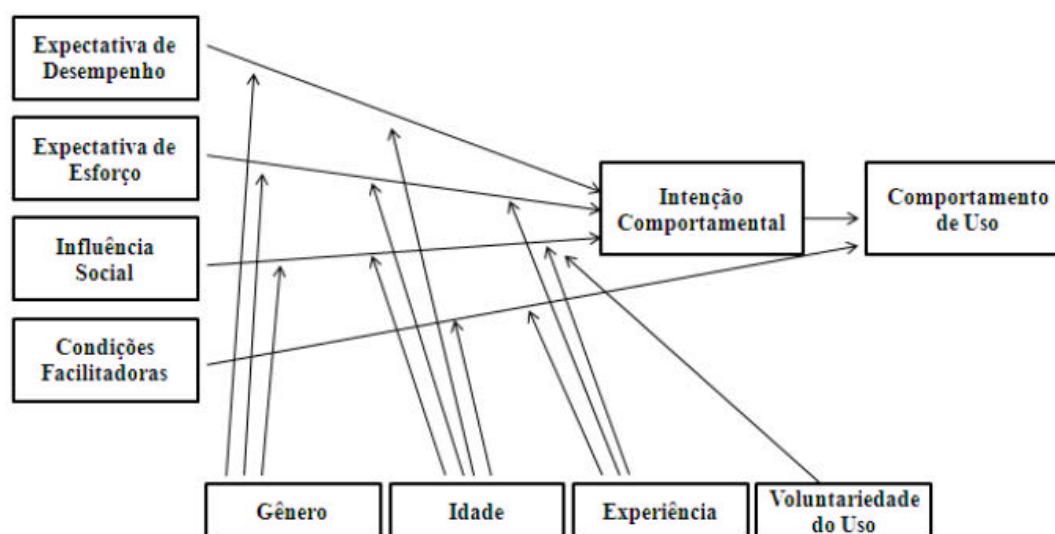 Expectativa de
Desempenho
Expectativa de
Esforço
Influência
Social
Condições
Facilitadoras
Intenção
Comportamental
Comportamento
de Uso
Gênero
Idade
Experiência
Voluntariedade
do Uso